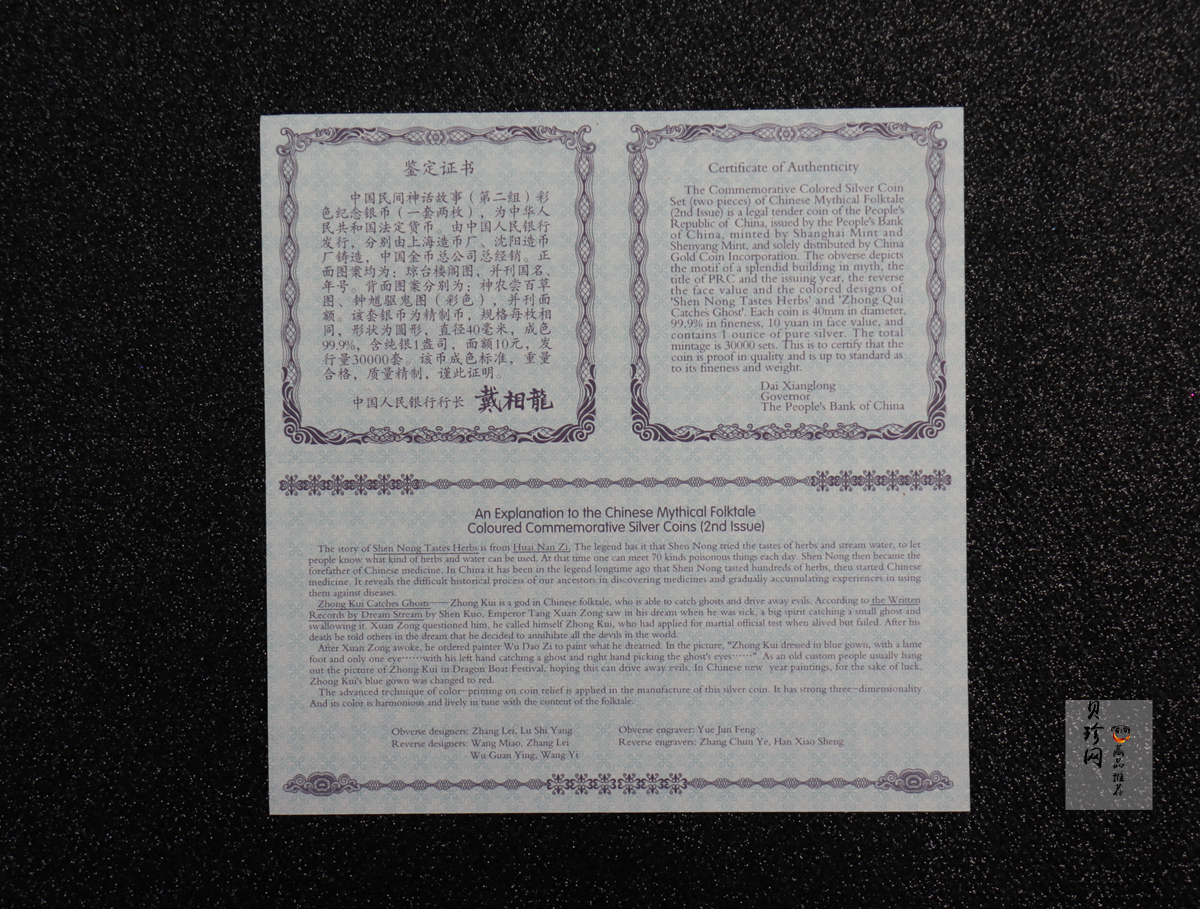 鉴定证书
中国民间神话故事（第二组）彩
色纪念银币（一套两枚），为中华人
民共和国法定货币。由中国人民银行
发行，分别由上海造币厂、沈阳造币
厂铸造，中国金币总公司总经销。正
面图案均为：琼台楼阁图，并刊国名、
年号。背面图案分别为：神农尝百草
图、钟馗驱鬼图（彩色），并刊面
额。该套银币为精制币，规格每枚相
同，形状为圆形，直径40毫米，成色
99.9%，含纯银1盎司，面额10元，发
行量30000套。该币成色标准，重量
合格，质量精制，谨此证明。
中国人民银行行长 戴相龍
Certificate of Authenticity
The Commemorative Colored Silver Coin
Set (two pieces) of Chinese Mythical Folktale
(2nd Issue) is a legal tender coin of the People's
Republic of China, issued by the People's Bank
of China, minted by Shanghai Mint and
Shenyang Mint, and solely distributed by China
Gold Coin Incorporation. The obverse depicts
the motif of a splendid building in myth, the
title of PRC and the issuing year, the reverse
the face value and the colored designs of
'Shen Nong Tastes Herbs' and 'Zhong Qui
Catches Ghost'. Each coin is 40mm in diameter,
99.9% in fineness, 10 yuan in face value, and
contains 1 ounce of pure silver. The total
mintage is 30000 sets. This is to certify that the
coin is proof in quality and is up to standard as
to its fineness and weight.
Dai Xianglong
Governor
The People's Bank of China
An Explanation to the Chinese Mythical Folktale
Coloured Commemorative Silver Coins (2nd Issue)
The story of Shen Nong Tastes Herbs is from Huai Nan Zi. The legend has it that Shen Nong tried the tastes of herbs and stream water, to let
people know what kind of herbs and water can be used. At that time one can meet 70 kinds poisonous things each day. Shen Nong then became the
forefather of Chinese medicine. In China it has been in the legend longtime ago that Shen Nong tasted hundreds of herbs, then started Chinese
medicine. It reveals the difficult historical process of our ancestors in discovering medicines and gradually accumulating experiences in using
them against diseases.
Zhong Kui Catches Ghosts——Zhong Kui is a god in Chinese folktale, who is able to catch ghosts and drive away evils. According to the Written
Records by Dream Stream by Shen Kuo, Emperor Tang Xuan Zong saw in his dream when he was sick, a big spirit catching a small ghost and
swallowing it. Xuan Zong questioned him, he called himself Zhong Kui, who had applied for martial official test when alived but failed. After his
death he told others in the dream that he decided to annihilate all the devils in the world.
After Xuan Zong awoke, he ordered painter Wu Dao Zi to paint what he dreamed. In the picture, "Zhong Kui dressed in blue gown, with a lame
foot and only one eye······with his left hand catching a ghost and right hand picking the ghost's eyes······" As an old custom people usually hang
out the picture of Zhong Kui in Dragon Boat Festival, hoping this can drive away evils. In Chinese new year paintings, for the sake of luck,
Zhong Kui's blue gown was changed to red.
The advanced technique of color-printing on coin relief is applied in the manufacture of this silver coin. It has strong three-dimensionality
And its color is harmonious and lively in tune with the content of the folktale.
Obverse designers: Zhang Lei, Lu Shi Yang
Reverse designers: Wang Miao, Zhang Lei
Wu Guan Ying, Wang Yi
Obverse engraver: Yue Jun Feng
Reverse engravers: Zhang Chun Ye, Han Xiao Sheng
贝珍网
藏品推荐